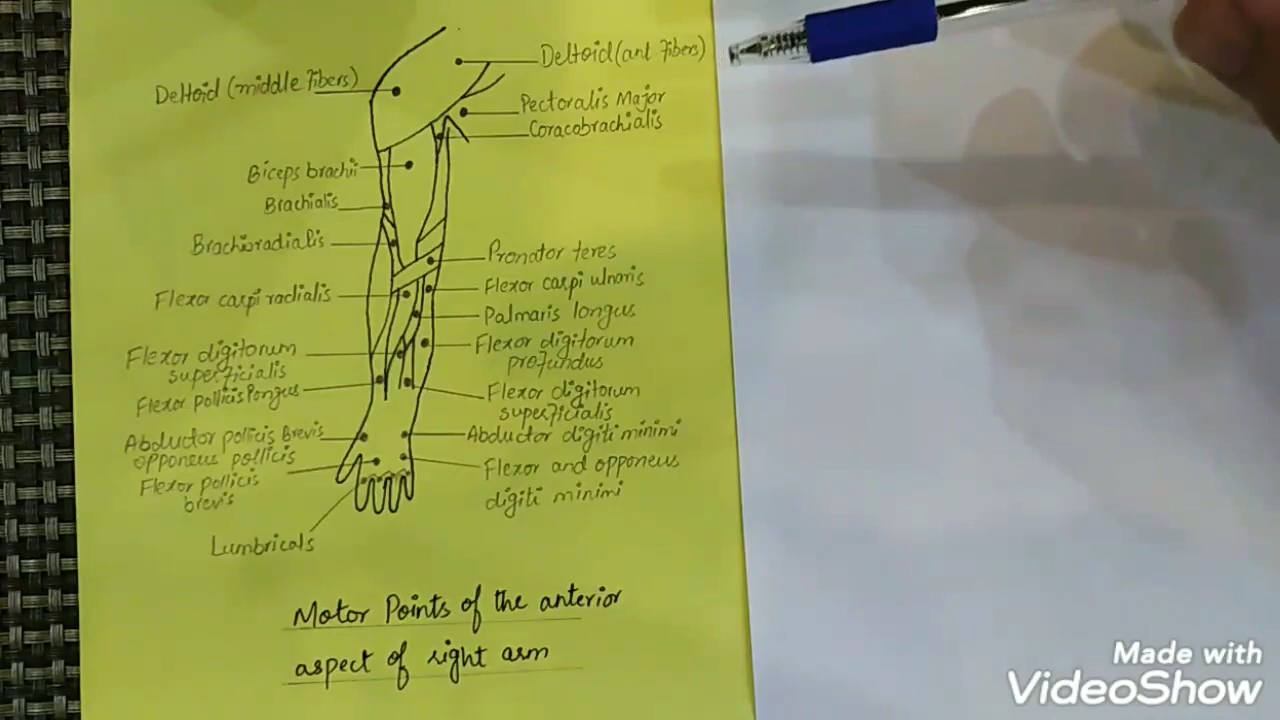 Deltoid (ant fibers)
Deltoid (middle fibers)
Pectoralis Major
Coracobrachialis
Biceps brachii
Brachialis
Brachioradialis
Pronator teres
Flexor carpi ulnaris
Flexor carpi radialis
Palmaris longus
Flexor digitorum
profundus
Flexor digitorum
superficialis
Flexor pollicis longus
Flexor digitorum
superficialis
Abductor pollicis Brevis
Abductor digiti minimi
opponeus pollicis
Flexor and opponeus
digiti minimi
Flexor pollicis
brevis
Lumbricals
Motor Points of the anterior
aspect of right arm
Made with
VideoShow